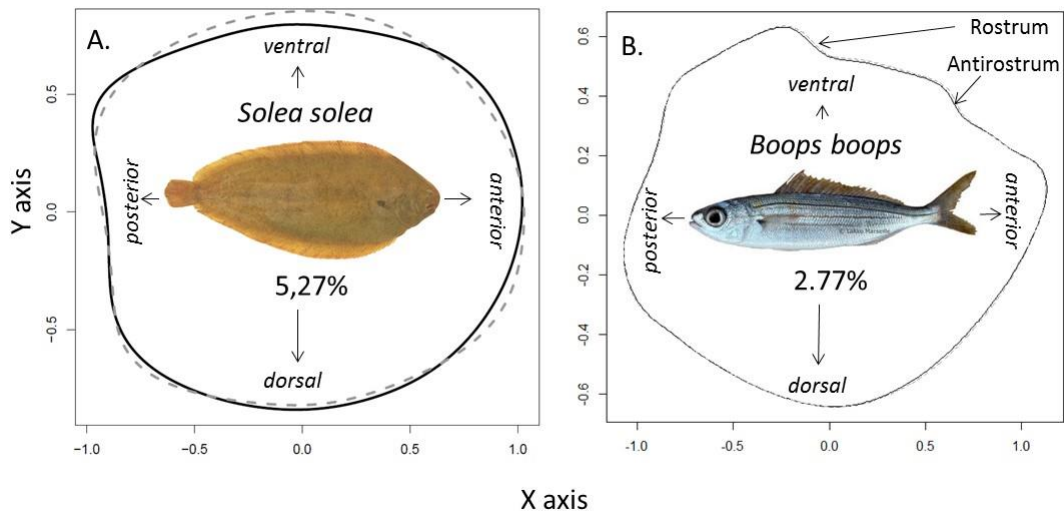 A.
ventral
Solea solea
posterior
anterior
5,27%
dorsal
Y axis
0.5
0.0
−0.5
−1.0
−0.5
0.0
0.5
1.0
B.
Rostrum
Antirostrum
ventral
Boops boops
posterior
anterior
2.77%
dorsal
0.6
0.4
0.2
0.0
-0.2
-0.4
-0.6
-1.0
-0.5
0.0
0.5
1.0
X axis